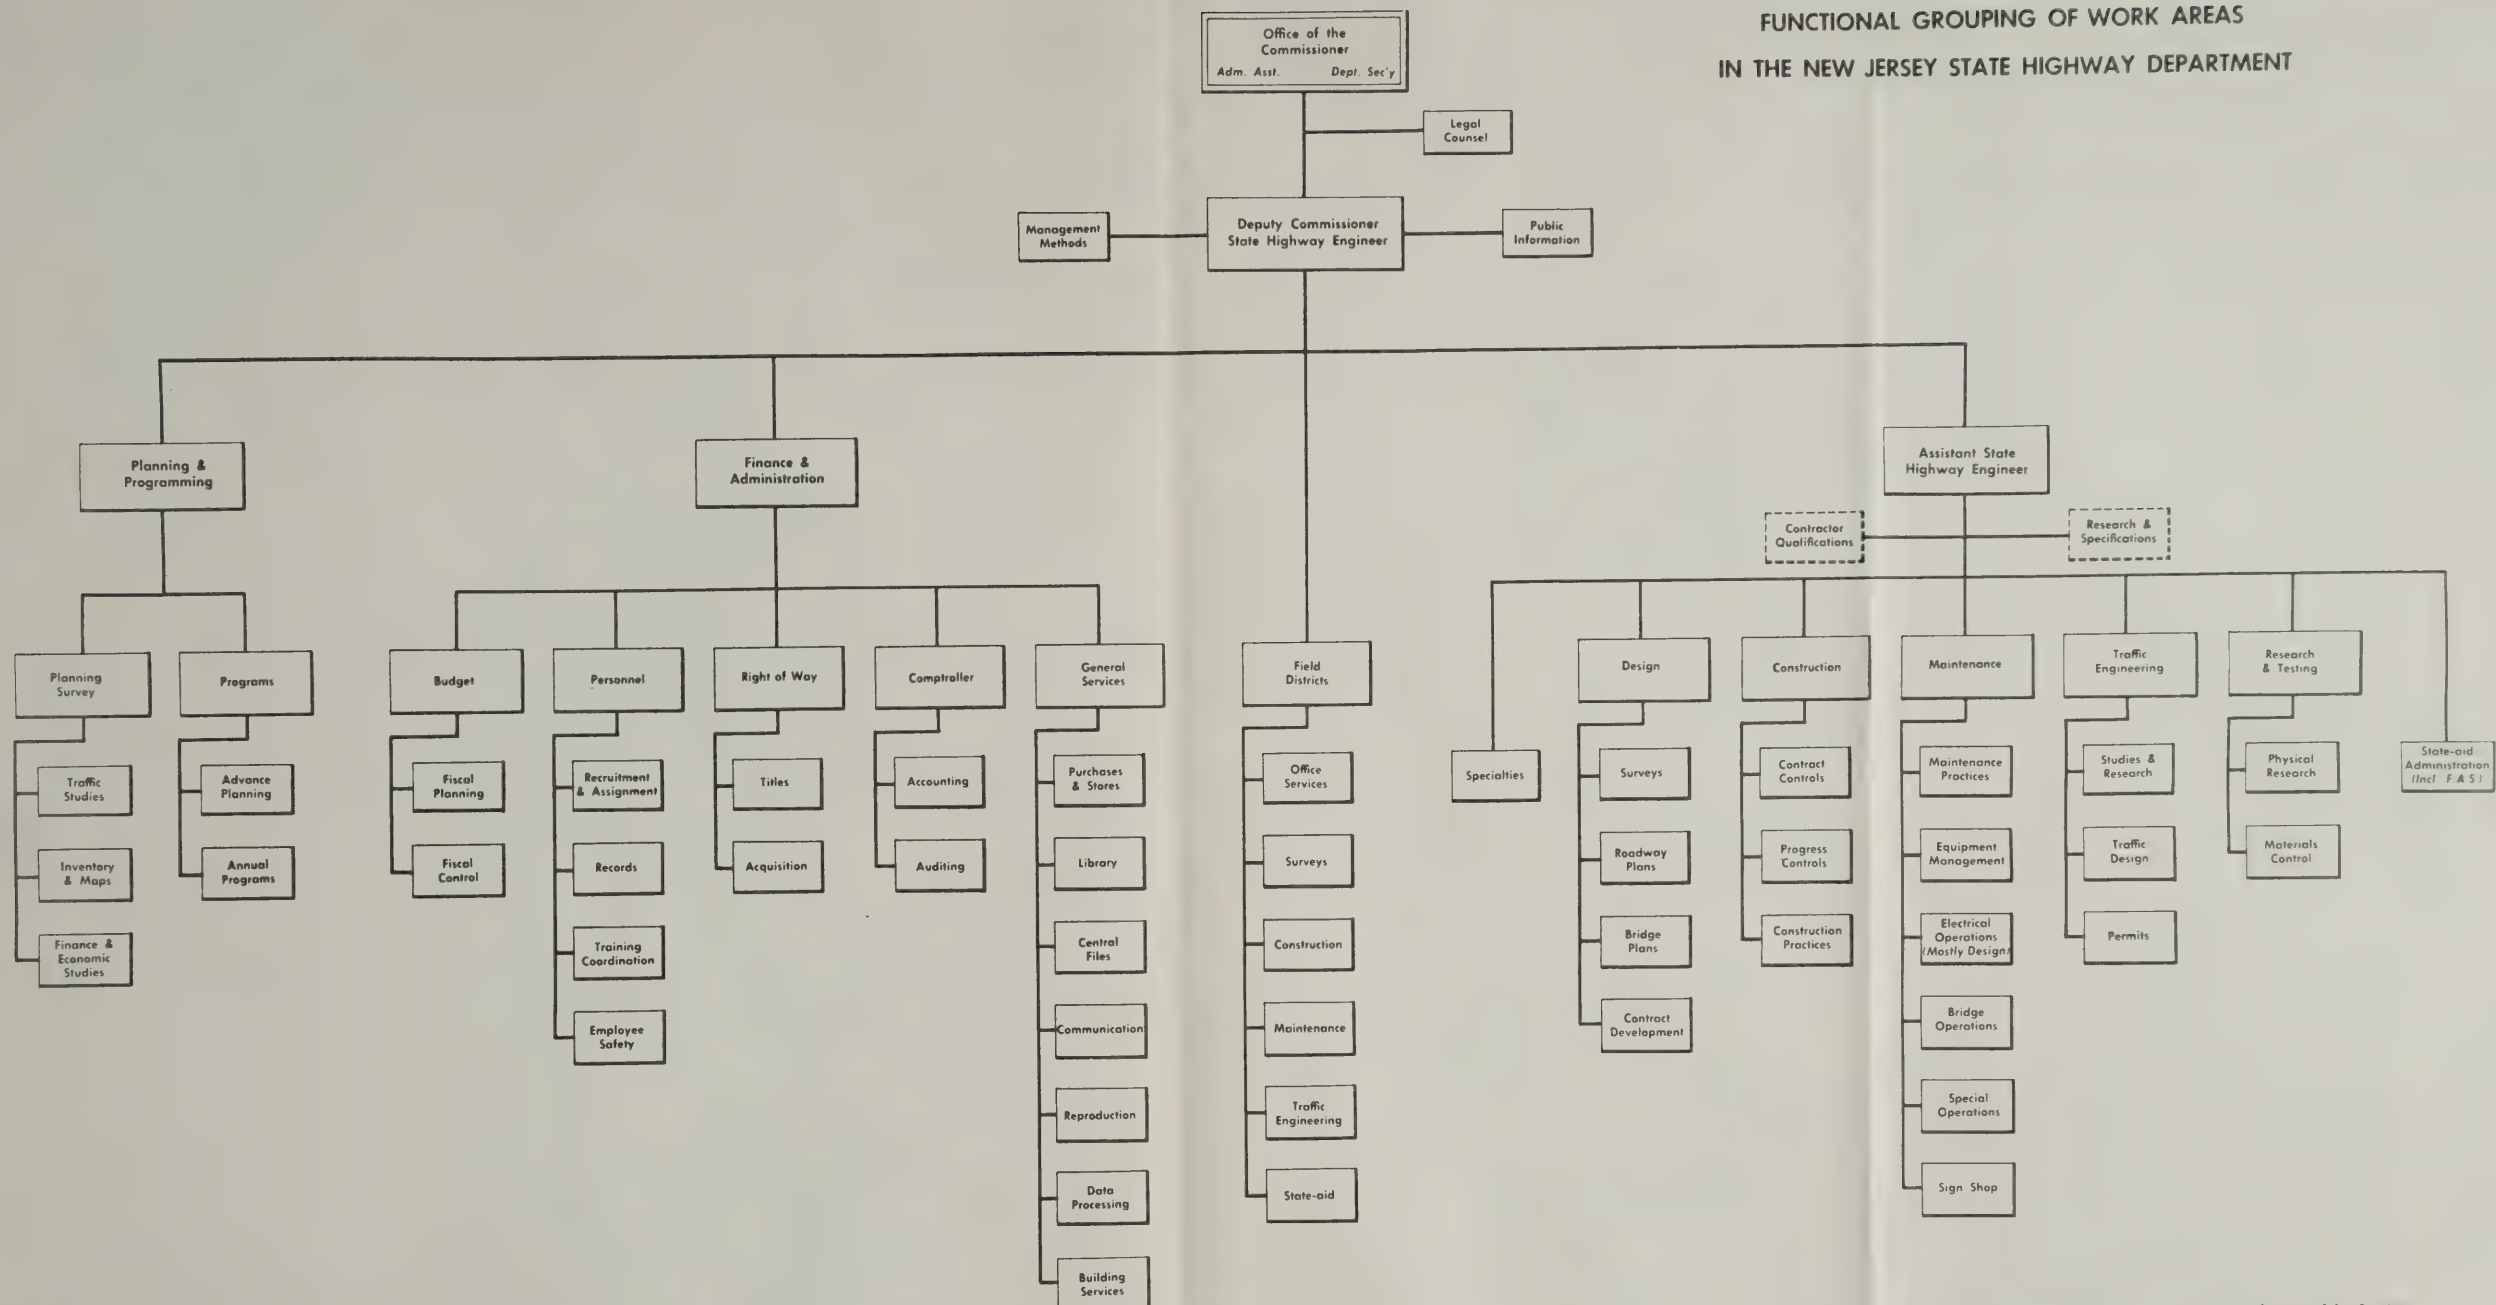 FUNCTIONAL GROUPING OF WORK AREAS
IN THE NEW JERSEY STATE HIGHWAY DEPARTMENT
Office of the
Commissioner
Adm. Asst. Dept. Sec'y
Legal
Counsel
Management
Methods
Deputy Commissioner
State Highway Engineer
Public
Information
Planning &
Programming
Finance &
Administration
Assistant State
Highway Engineer
Contractor
Qualifications
Research &
Specifications
Planning
Survey
Traffic
Studies
Inventory
& Maps
Finance &
Economic
Studies
Programs
Advance
Planning
Annual
Programs
Budget
Fiscal
Planning
Fiscal
Control
Personnel
Recruitment
& Assignment
Records
Training
Coordination
Employee
Safety
Right of Way
Titles
Acquisition
Comptroller
Accounting
Auditing
General
Services
Purchases
& Stores
Library
Central
Files
Communication
Reproduction
Data
Processing
Building
Services
Field
Districts
Office
Services
Surveys
Construction
Maintenance
Traffic
Engineering
State-aid
Specialties
Design
Surveys
Roadway
Plans
Bridge
Plans
Contract
Development
Construction
Contract
Controls
Progress
Controls
Construction
Practices
Maintenance
Maintenance
Practices
Equipment
Management
Electrical
Operations
(Mostly Design)
Bridge
Operations
Special
Operations
Sign Shop
Traffic
Engineering
Studies &
Research
Traffic
Design
Permits
Research
& Testing
Physical
Research
Materials
Control
State-aid
Administration
(Incl F.A.S)